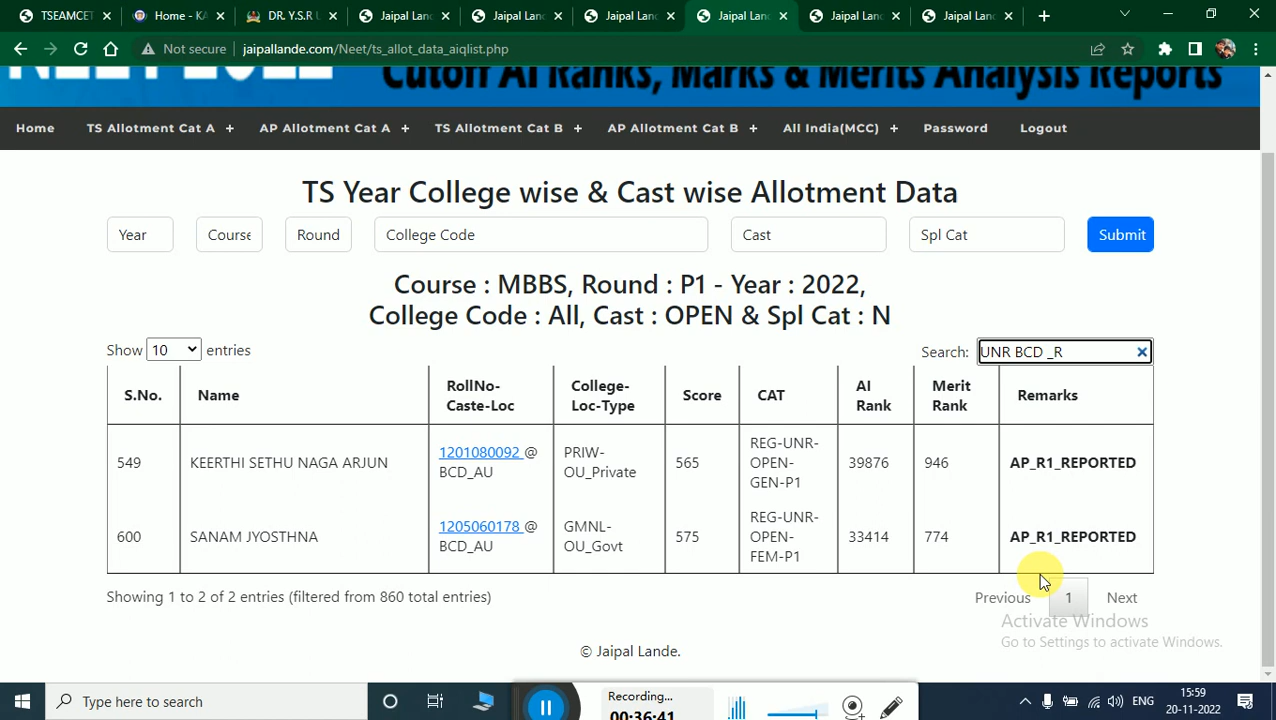 TSEAMCET
Home - KA
DR. Y.S.R U
Jaipal Lande
Jaipal Lande
Jaipal Lande
Jaipal Lande
Jaipal Lande
Jaipal Lande
Not secure
jaipallande.com/Neet/ts_allot_data_aiqlist.php
Cutoff AI Ranks, Marks & Merits Analysis Reports
Home
TS Allotment Cat A +
AP Allotment Cat A +
TS Allotment Cat B +
AP Allotment Cat B +
All India(MCC) +
Password
Logout
TS Year College wise & Cast wise Allotment Data
Year
Course
Round
College Code
Cast
Spl Cat
Submit
Course : MBBS, Round : P1 - Year : 2022,
College Code : All, Cast : OPEN & Spl Cat : N
Show 10 entries
Search: UNR BCD _R
S.No.
Name
RollNo-
Caste-Loc
College-
Loc-Type
Score
CAT
AI
Rank
Merit
Rank
Remarks
549
KEERTHI SETHU NAGA ARJUN
1201080092 @
BCD_AU
PRIW-
OU_Private
565
REG-UNR-
OPEN-
GEN-P1
39876
946
AP_R1_REPORTED
600
SANAM JYOSTHNA
1205060178 @
BCD_AU
GMNL-
OU_Govt
575
REG-UNR-
OPEN-
FEM-P1
33414
774
AP_R1_REPORTED
Showing 1 to 2 of 2 entries (filtered from 860 total entries)
Previous
1
Next
Activate Windows
Go to Settings to activate Windows.
© Jaipal Lande.
Type here to search
Recording...
00:36:41
ENG
15:59
20-11-2022